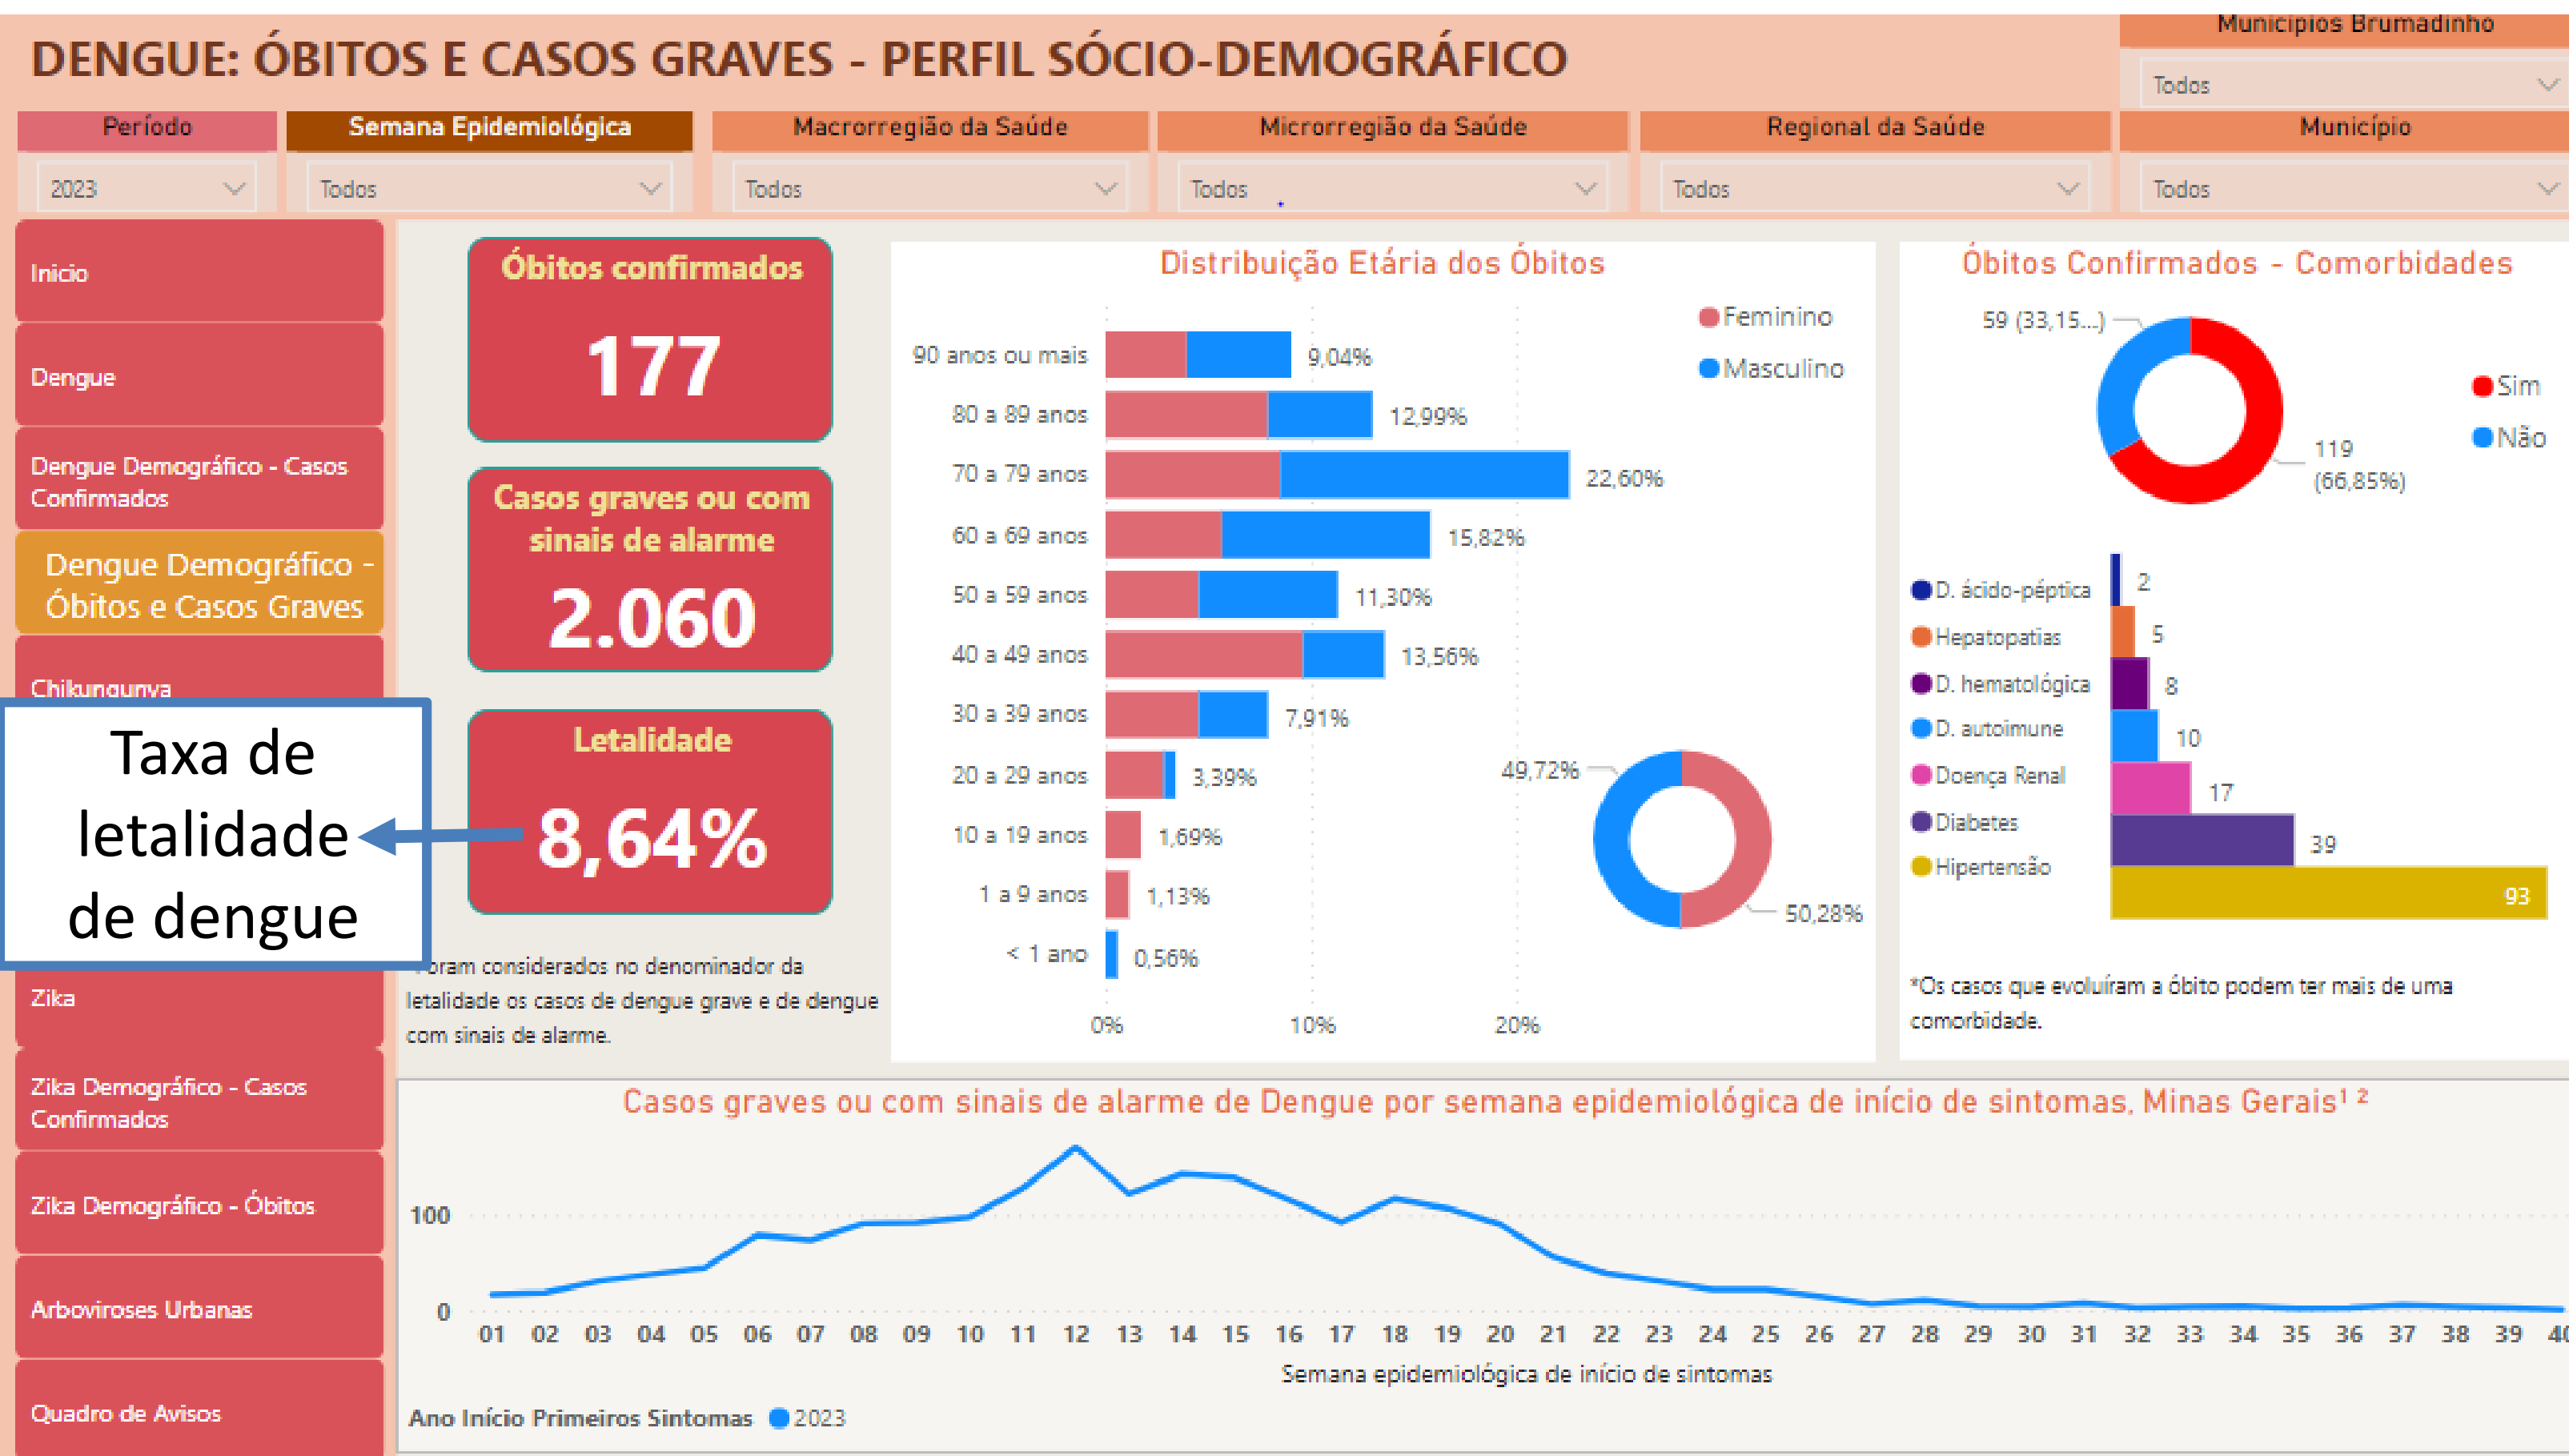 DENGUE: ÓBITOS E CASOS GRAVES - PERFIL SÓCIO-DEMOGRÁFICO
Municípios Brumadinho
Todos
Período
Semana Epidemiológica
Macrorregião da Saúde
Microrregião da Saúde
Regional da Saúde
Município
2023
Todos
Todos
Todos
Todos
Todos
Inicio
Dengue
Dengue Demográfico - Casos
Confirmados
Dengue Demográfico -
Óbitos e Casos Graves
Chikungunya
Taxa de
letalidade
de dengue
Zika
Zika Demográfico - Casos
Confirmados
Zika Demográfico - Óbitos
Arboviroses Urbanas
Quadro de Avisos
Óbitos confirmados
177
Casos graves ou com
sinais de alarme
2.060
Letalidade
8,64%
Foram considerados no denominador da
letalidade os casos de dengue grave e de dengue
com sinais de alarme.
Distribuição Etária dos Óbitos
Feminino
Masculino
90 anos ou mais 9,04%
80 a 89 anos 12,99%
70 a 79 anos 22,60%
60 a 69 anos 15,82%
50 a 59 anos 11,30%
40 a 49 anos 13,56%
30 a 39 anos 7,91%
20 a 29 anos 3,39%
10 a 19 anos 1,69%
1 a 9 anos 1,13%
< 1 ano 0,56%
0% 10% 20%
49,72%
50,28%
Óbitos Confirmados - Comorbidades
59 (33,15...)
Sim
Não
119
(66,85%)
D. ácido-péptica 2
Hepatopatias 5
D. hematológica 8
D. autoimune 10
Doença Renal 17
Diabetes 39
Hipertensão 93
*Os casos que evoluíram a óbito podem ter mais de uma
comorbidade.
Casos graves ou com sinais de alarme de Dengue por semana epidemiológica de início de sintomas, Minas Gerais¹ ²
100
0
01 02 03 04 05 06 07 08 09 10 11 12 13 14 15 16 17 18 19 20 21 22 23 24 25 26 27 28 29 30 31 32 33 34 35 36 37 38 39 40
Semana epidemiológica de início de sintomas
Ano Início Primeiros Sintomas 2023